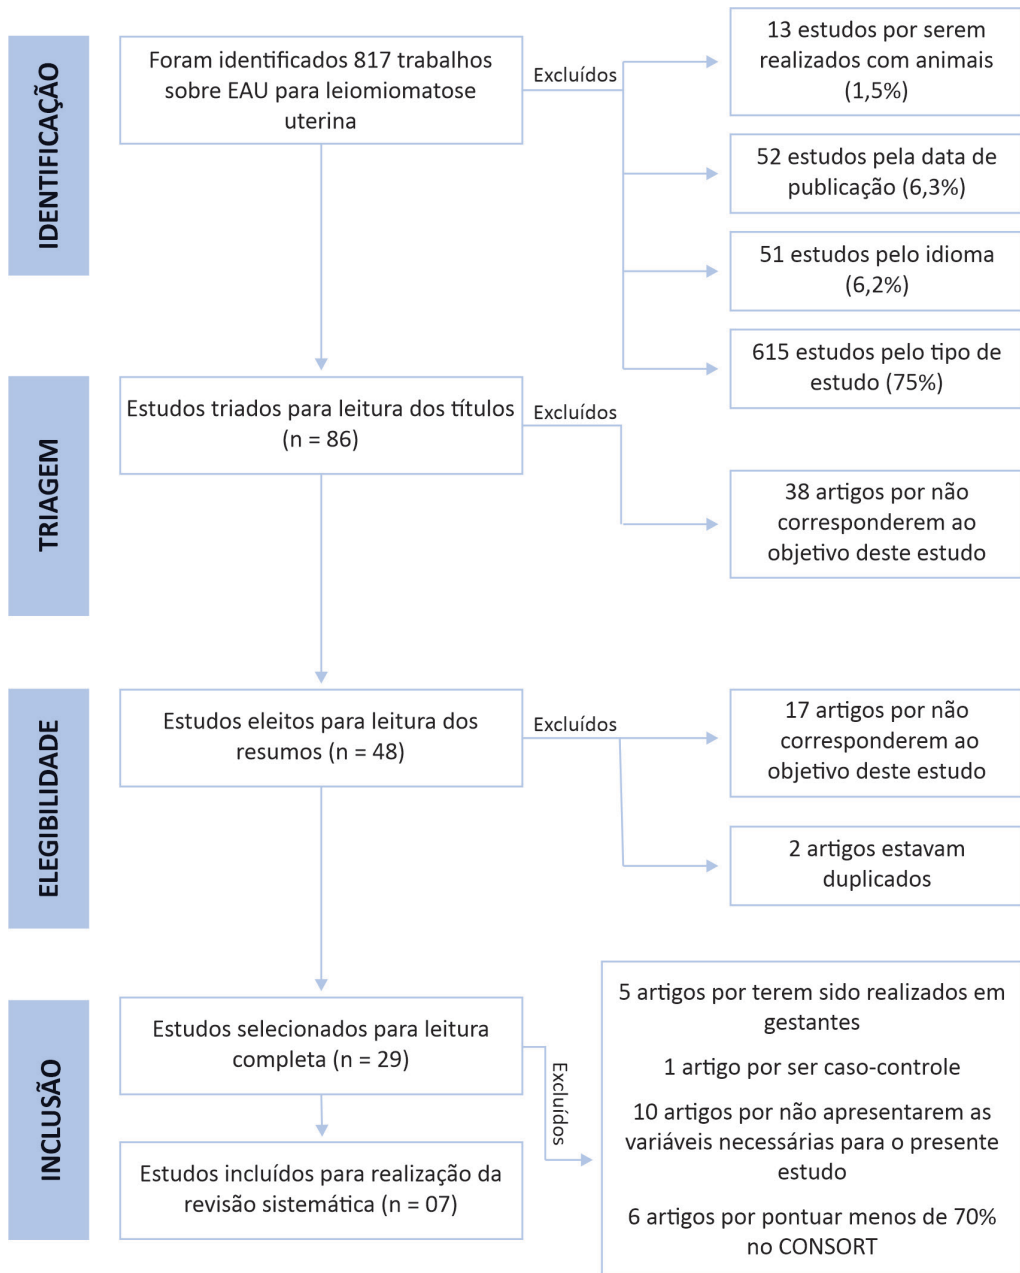 IDENTIFICAÇÃO
Foram identificados 817 trabalhos
sobre EAU para leiomiomatose
uterina
Excluídos
13 estudos por serem
realizados com animais
(1,5%)
52 estudos pela data de
publicação (6,3%)
51 estudos pelo idioma
(6,2%)
615 estudos pelo tipo de
estudo (75%)
TRIAGEM
Estudos triados para leitura dos títulos
(n = 86)
Excluídos
38 artigos por não
corresponderem ao
objetivo deste estudo
ELEGIBILIDADE
Estudos eleitos para leitura dos
resumos (n = 48)
Excluídos
17 artigos por não
corresponderem ao
objetivo deste estudo
2 artigos estavam
duplicados
INCLUSÃO
Estudos selecionados para leitura
completa (n = 29)
Excluídos
5 artigos por terem sido realizados em
gestantes
1 artigo por ser caso-controle
10 artigos por não apresentarem as
variáveis necessárias para o presente
estudo
6 artigos por pontuar menos de 70%
no CONSORT
Estudos incluídos para realização da
revisão sistemática (n = 07)